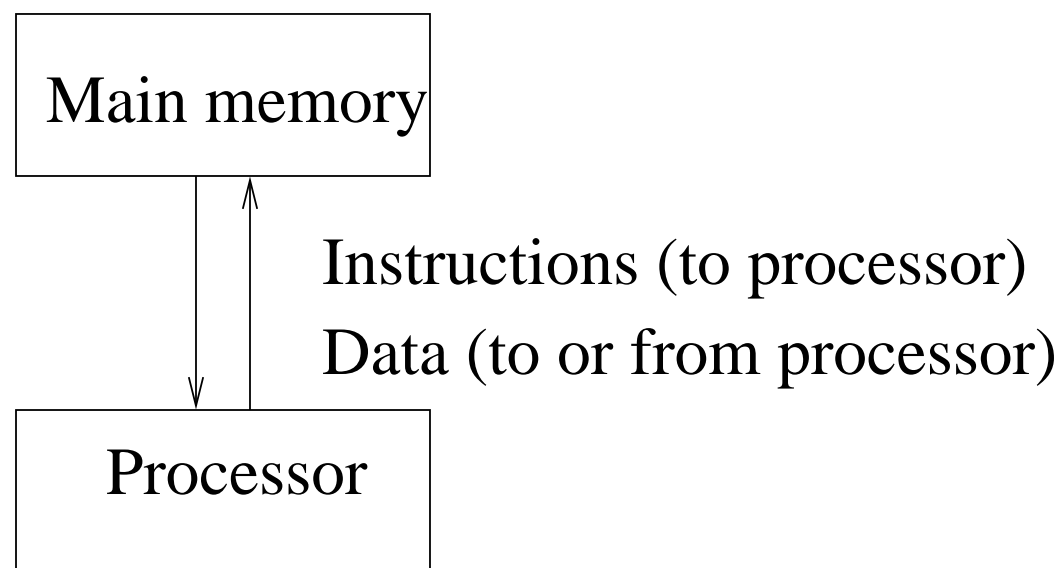 Main memory
Instructions (to processor)
Data (to or from processor)
Processor